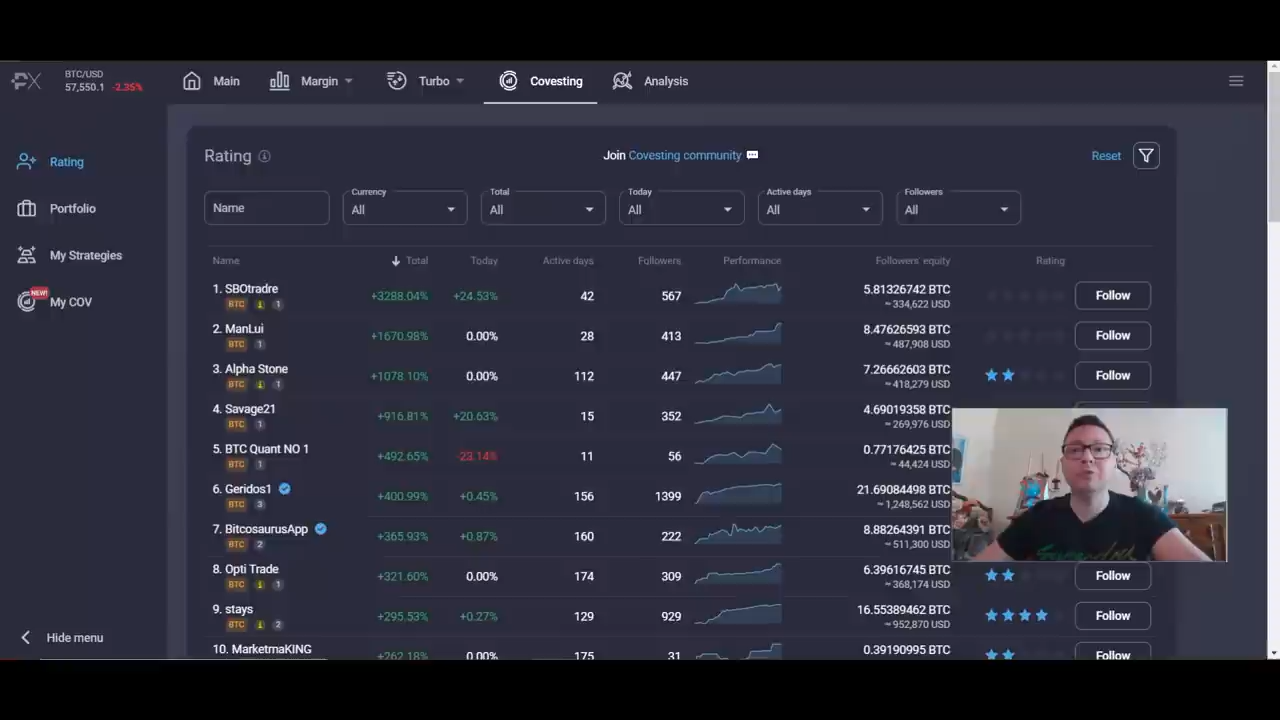 PX
BTC/USD
57,550.1 -2.35%
Main
Margin
Turbo
Covesting
Analysis
Rating
Portfolio
My Strategies
NEW!
My COV
Hide menu
Rating
Join Covesting community
Reset
Name
Currency
All
Total
All
Today
All
Active days
All
Followers
All
Name Total Today Active days Followers Performance Followers' equity Rating
1. SBOtradre +3288.04% +24.53% 42 567 5.81326742 BTC Follow
BTC 1 ~ 334,622 USD
2. ManLui +1670.98% 0.00% 28 413 8.47626593 BTC Follow
BTC 1 ~ 487,908 USD
3. Alpha Stone +1078.10% 0.00% 112 447 7.26662603 BTC Follow
BTC 1 ~ 418,279 USD
4. Savage21 +916.81% +20.63% 15 352 4.69019358 BTC
BTC 1 ~ 269,976 USD
5. BTC Quant NO 1 +492.65% -23.14% 11 56 0.77176425 BTC
BTC 1 ~ 44,424 USD
6. Geridos1 +400.99% +0.45% 156 1399 21.69084498 BTC
BTC 3 ~ 1,248,562 USD
7. BitcosaurusApp +365.93% +0.87% 160 222 8.88264391 BTC
BTC 2 ~ 511,300 USD
8. Opti Trade +321.60% 0.00% 174 309 6.39616745 BTC Follow
BTC 1 ~ 368,174 USD
9. stays +295.53% +0.27% 129 929 16.55389462 BTC Follow
BTC 2 ~ 952,870 USD
10. MarketmaKING +262.18% 0.00% 175 31 0.39190995 BTC Follow